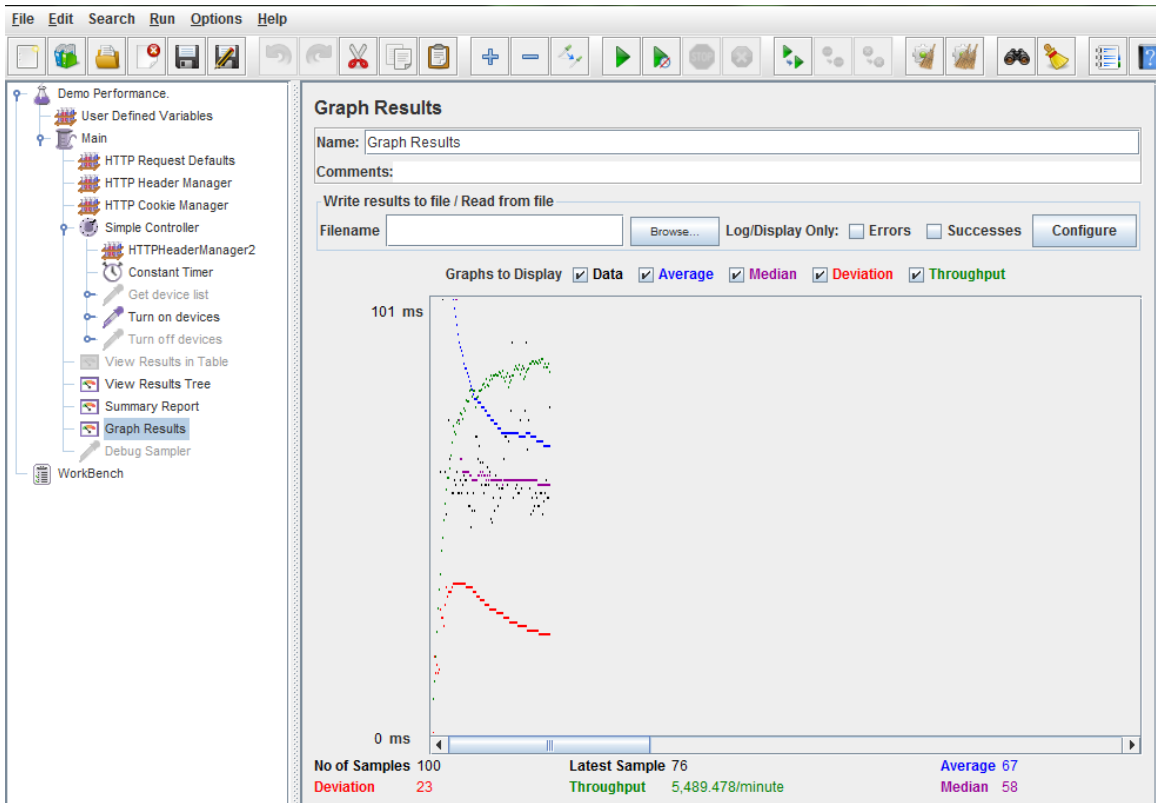 File Edit Search Run Options Help
STOP
?
Demo Performance.
User Defined Variables
Main
HTTP Request Defaults
HTTP Header Manager
HTTP Cookie Manager
Simple Controller
HTTPHeaderManager2
Constant Timer
Get device list
Turn on devices
Turn off devices
View Results in Table
View Results Tree
Summary Report
Graph Results
Debug Sampler
WorkBench
Graph Results
Name: Graph Results
Comments:
Write results to file / Read from file
Filename Browse... Log/Display Only: Errors Successes Configure
Graphs to Display Data Average Median Deviation Throughput
101 ms
0 ms
No of Samples 100 Latest Sample 76 Average 67
Deviation 23 Throughput 5,489.478/minute Median 58